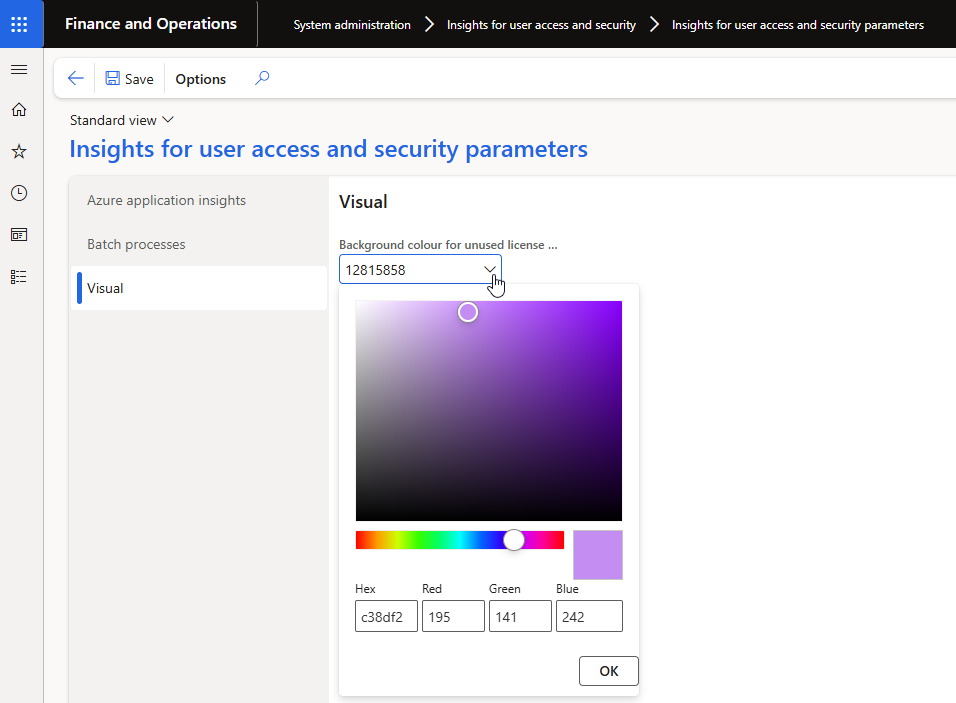 Finance and Operations
System administration
Insights for user access and security
Insights for user access and security parameters
Save
Options
Standard view
Insights for user access and security parameters
Azure application insights
Batch processes
Visual
Visual
Background colour for unused license ...
12815858
Hex
Red
Green
Blue
c38df2
195
141
242
OK